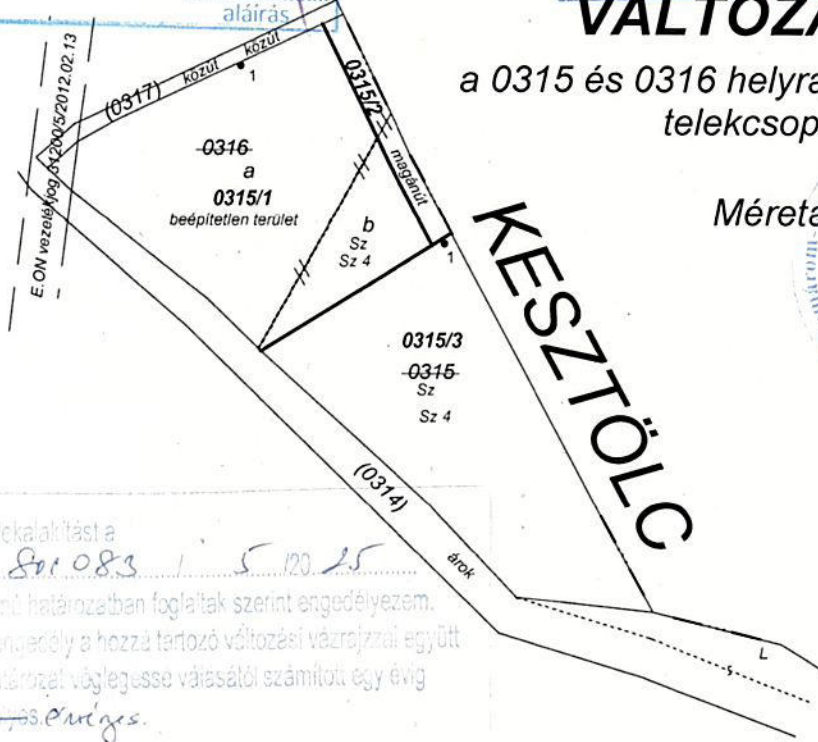 aláírás
VÁLTOZÁ
a 0315 és 0316 helyra
telekcsop
Méreta
E.ON vezetékjog 31200/5/2012.02.13
(0317)
közút
közút
1
0315/2
magánút
0316
a
0315/1
beépítetlen terület
b
Sz
Sz 4
1
KESZTÖLC
0315/3
0315
Sz
Sz 4
(0314)
árok
L
s
ekalakítást a
083 / 5 /20 25
határozatban foglaltak szerint engedélyezem.
engedély a hozzá tartozó változási vázrajzzal együtt
határozat véglegessé válásától számított egy évig
érvényes.